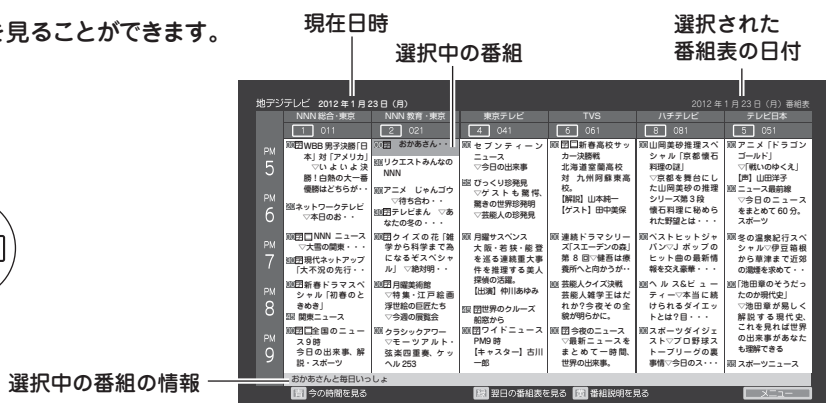 を見ることができます。
現在日時
選択された
番組表の日付
選択中の番組
地デジテレビ 2012年1月23日（月）
2012年1月23日（月）番組表
NNN総合･東京
NNN教育･東京
東京テレビ
TVS
ハチテレビ
テレビ日本
1 011
2 021
4 041
6 061
8 081
5 051
PM
5
PM
6
PM
7
PM
8
PM
9
WBB 男子決勝｢日
本｣対｢アメリカ｣
▽いよいよ決
勝！白熱の大一番
優勝はどちらが･･
ネットワークテレビ
▽本日のお・・
NNN ニュース
▽大雪の関東・・
現代ネットアップ
｢大不況の先行・・
新春ドラマスペ
シャル｢初春のと
きめき｣
関東ニュース
全国のニュー
ス9時
今日の出来事、解
説・スポーツ
おかあさん・・
リクエストみんなの
NNN
アニメ じゃんゴウ
▽待ち合わ・・
テレビまん ▽あ
なたの冬の・・・
クイズの花｢雑
学から科学まで為
になるぞスペシャ
ル｣ ▽絶対明・・
月曜美術館
▽特集・江戸絵画
浮世絵の巨匠たち
▽今週の展覧会
クラシックアワー
▽モーツアルト・
弦楽四重奏、ケッ
ヘル 253
セブンティーン
ニュース
▽今日の出来事
びっくり珍発見
▽ゲストも驚愕、
驚きの世界珍発明
▽芸能人の珍発見
月曜サスペンス
大阪・若狭・能登
を巡る連続重大事
件を推理する美人
探偵の活躍。
【出演】仲川あゆみ
世界のクルーズ
船窓から
ワイドニュース
PM9時
【キャスター】古川
一郎
新春高校サッ
カー決勝戦
北海道室蘭高校
対 九州阿蘇東高
校。
【解説】山本純一
【ゲスト】田中美保
連続ドラマシリー
ズ｢スエーデンの森｣
第8回▽健吾は療
養所へと向かうが･･
芸能人クイズ決戦
芸能人雑学王はだ
れか？今夜その全
貌が明らかに。
今夜のニュース
▽最新ニュースを
まとめて一時間、
世界の出来事。
山岡美砂推理スペ
シャル｢京都懐石
料理の謎｣
▽京都を舞台にし
た山岡美砂の推理
シリーズ第3段
懐石料理に秘めら
れた野望とは・・・
ベストヒットジャ
パン▽Jポップの
ヒット曲の最新情
報を交え豪華・・・
ヘルス&ビュー
ティー▽本当に続
けられるダイエッ
トとは？目・・・
スポーツダイジェ
スト▽プロ野球ス
トーブリーグの裏
事情▽今日のス・・・
アニメ「ドラゴン
ゴールド」
▽｢戦いのゆくえ｣
【声】山田洋子
ニュース最前線
▽今日のニュース
をまとめて60分。
スポーツ
冬の温泉紀行スペ
シャル▽伊豆箱根
から草津まで近郊
の湯煙を求めて・・
｢池田章のそうだっ
たのか現代史｣
▽池田章が易しく
解説する現代史、
これを見れば世界
の出来事があなた
も理解できる
スポーツニュース
選択中の番組の情報
おかあさんと毎日いっしょ
今の時間を見る
翌日の番組表を見る
番組説明を見る
メニュー